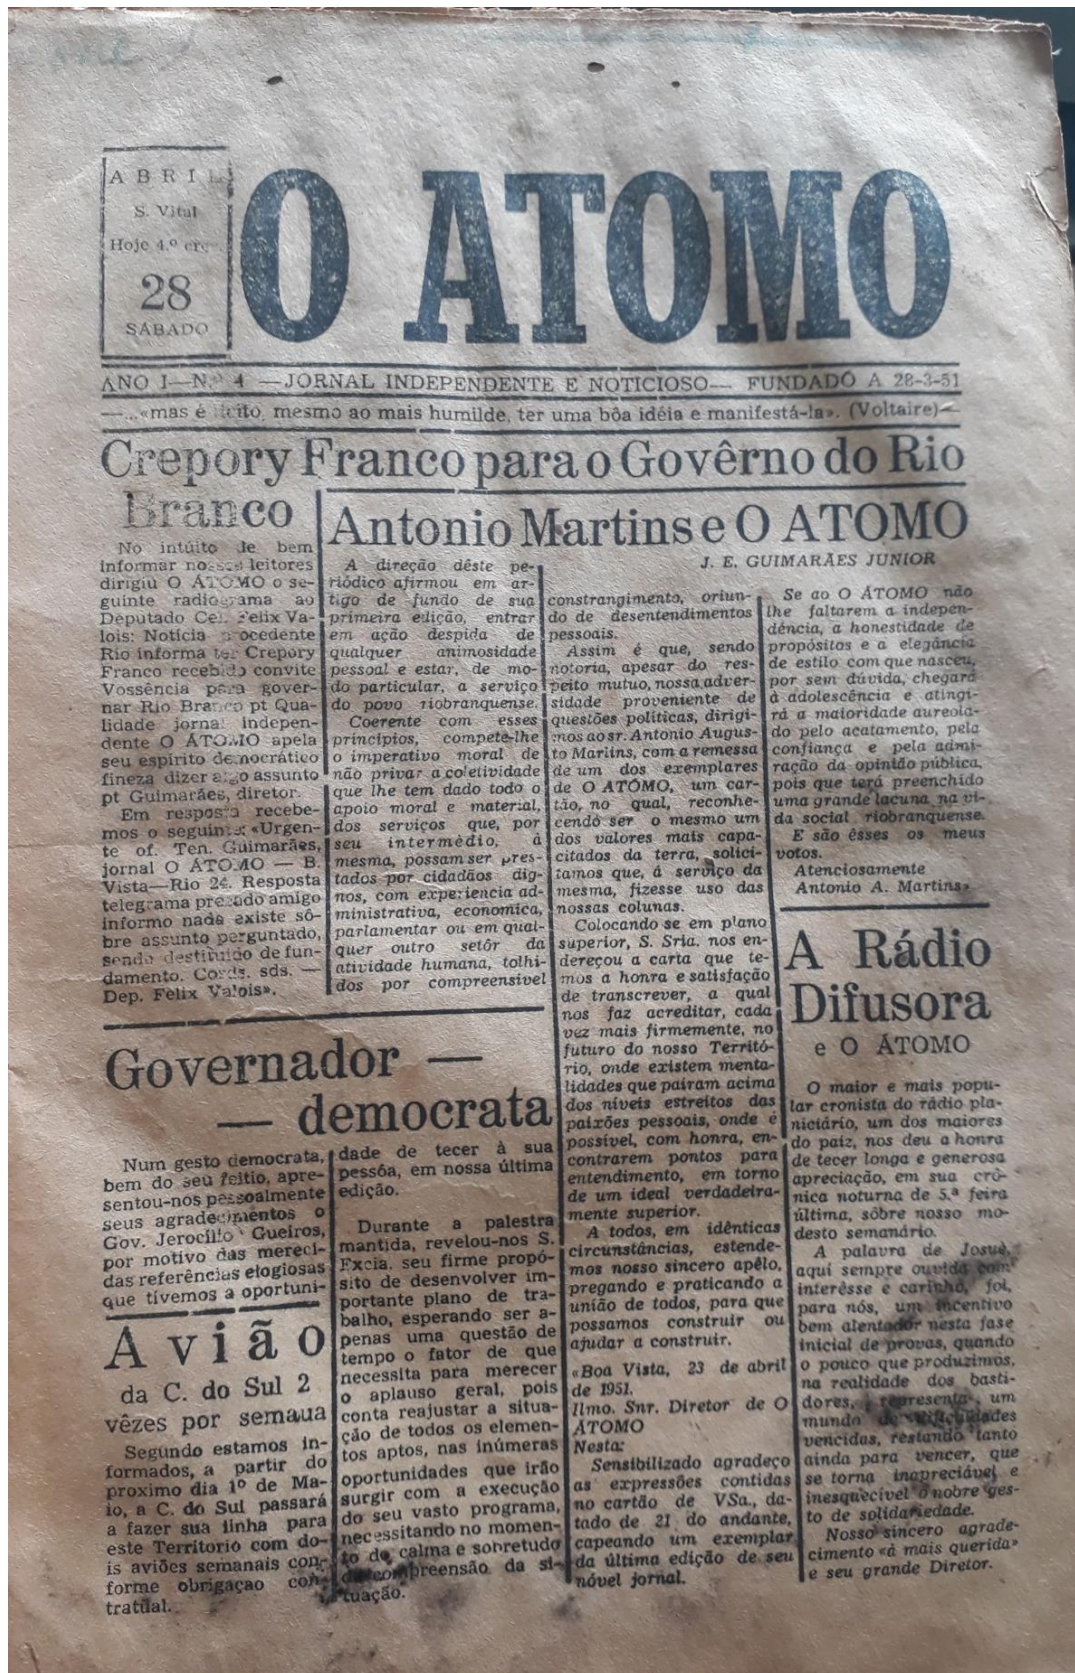 ABRIL
S. Vital
Hoje 4.º
28
SÁBADO
O ATOMO
ANO I—N.º 4 —JORNAL INDEPENDENTE E NOTICIOSO— FUNDADO A 28-3-51
—...«mas é licito, mesmo ao mais humilde, ter uma bôa idéia e manifestá-la». (Voltaire)—
Crepory Franco para o Govêrno do Rio
Branco
No intúito de bem
informar nossos leitores
dirigiu O ÁTOMO o se-
guinte radiograma ao
Deputado Cel. Felix Va-
lois: Noticia procedente
Rio informa ter Crepory
Franco recebido convite
Vossência para gover-
nar Rio Branco pt Qua-
lidade jornal indepen-
dente O ÁTOMO apela
seu espirito democrático
fineza dizer algo assunto
pt Guimarães, diretor.
Em resposta recebe-
mos o seguinte: «Urgen-
te of. Ten. Guimarães,
jornal O ÁTOMO — B.
Vista—Rio 24. Resposta
telegrama prezado amigo
informo nada existe sô-
bre assunto perguntado,
sendo destituido de fun-
damento. Cords. sds. —
Dep. Felix Valois».
Antonio Martins e O ATOMO
J. E. GUIMARÃES JUNIOR
A direção dêste pe-
riódico afirmou em ar-
tigo de fundo de sua
primeira edição, entrar
em ação despida de
qualquer animosidade
pessoal e estar, de mo-
do particular, a serviço
do povo riobranquense.
Coerente com esses
principios, compete-lhe
o imperativo moral de
não privar a coletividade
que lhe tem dado todo o
apoio moral e material,
dos serviços que, por
seu intermédio, à
mesma, possam ser pres-
tados por cidadãos dig-
nos, com experiencia ad-
ministrativa, economica,
parlamentar ou em qual-
quer outro setôr da
atividade humana, tolhi-
dos por compreensivel
constrangimento, oriun-
do de desentendimentos
pessoais.
Assim é que, sendo
notoria, apesar do res-
peito mutuo, nossa adver-
sidade proveniente de
questões politicas, dirigi-
mos ao sr. Antonio Augus-
to Martins, com a remessa
de um dos exemplares
de O ATÔMO, um car-
tão, no qual, reconhe-
cendo ser o mesmo um
dos valores mais capa-
citados da terra, solici-
tamos que, à serviço da
mesma, fizesse uso das
nossas colunas.
Colocando se em plano
superior, S. Sria. nos en-
dereçou a carta que te-
mos a honra e satisfação
de transcrever, a qual
nos faz acreditar, cada
vez mais firmemente, no
futuro do nosso Territó-
rio, onde existem menta-
lidades que pairam acima
dos níveis estreitos das
paixões pessoais, onde é
possível, com honra, en-
contrarem pontos para
entendimento, em torno
de um ideal verdadeira-
mente superior.
A todos, em idênticas
circunstâncias, estende-
mos nosso sincero apêlo,
pregando e praticando a
união de todos, para que
possamos construir ou
ajudar a construir.
«Boa Vista, 23 de abril
de 1951.
Ilmo. Snr. Diretor de O
ÁTOMO
Nesta:
Sensibilizado agradeço
as expressões contidas
no cartão de VSa., da-
tado de 21 do andante,
capeando um exemplar
da última edição de seu
nóvel jornal.
Se ao O ÁTOMO não
lhe faltarem a indepen-
dência, a honestidade de
propósitos e a elegância
de estilo com que nasceu,
por sem dúvida, chegará
à adolescência e atingi-
rá a maioridade aureola-
do pelo acatamento, pela
confiança e pela admi-
ração da opinião pública,
pois que terá preenchido
uma grande lacuna na vi-
da social riobranquense.
E são êsses os meus
votos.
Atenciosamente
Antonio A. Martins»
A Rádio
Difusora
e O ÁTOMO
O maior e mais popu-
lar cronista do rádio pla-
niciário, um dos maiores
do paiz, nos deu a honra
de tecer longa e generosa
apreciação, em sua crô-
nica noturna de 5.ª feira
última, sôbre nosso mo-
desto semanário.
A palavra de Josué,
aqui sempre ouvida com
interêsse e carinho, foi,
para nós, um incentivo
bem alentador nesta fase
inicial de provas, quando
o pouco que produzimos,
na realidade dos basti-
dores, representa, um
mundo de dificuldades
vencidas, restando tanto
ainda para vencer, que
se torna inapreciável e
inesquecivel o nobre ges-
to de solidariedade.
Nosso sincero agrade-
cimento «à mais querida»
e seu grande Diretor.
Governador —
— democrata
Num gesto democrata,
bem do seu feitio, apre-
sentou-nos pessoalmente
seus agradecimentos o
Gov. Jerocílio Gueiros,
por motivo das mereci-
das referências elogiosas
que tivemos a oportuni-
dade de tecer à sua
pessôa, em nossa última
edição.
Durante a palestra
mantida, revelou-nos S.
Excia. seu firme propó-
sito de desenvolver im-
portante plano de tra-
balho, esperando ser a-
penas uma questão de
tempo o fator de que
necessita para merecer
o aplauso geral, pois
conta reajustar a situa-
ção de todos os elemen-
tos aptos, nas inúmeras
oportunidades que irão
surgir com a execução
do seu vasto programa,
necessitando no momen-
to de calma e sobretudo
de compreensão da si-
tuação.
Avião
da C. do Sul 2
vêzes por semaua
Segundo estamos in-
formados, a partir do
proximo dia 1º de Ma-
io, a C. do Sul passará
a fazer sua linha para
este Territorio com do-
is aviões semanais con-
forme obrigaçao con-
tratual.